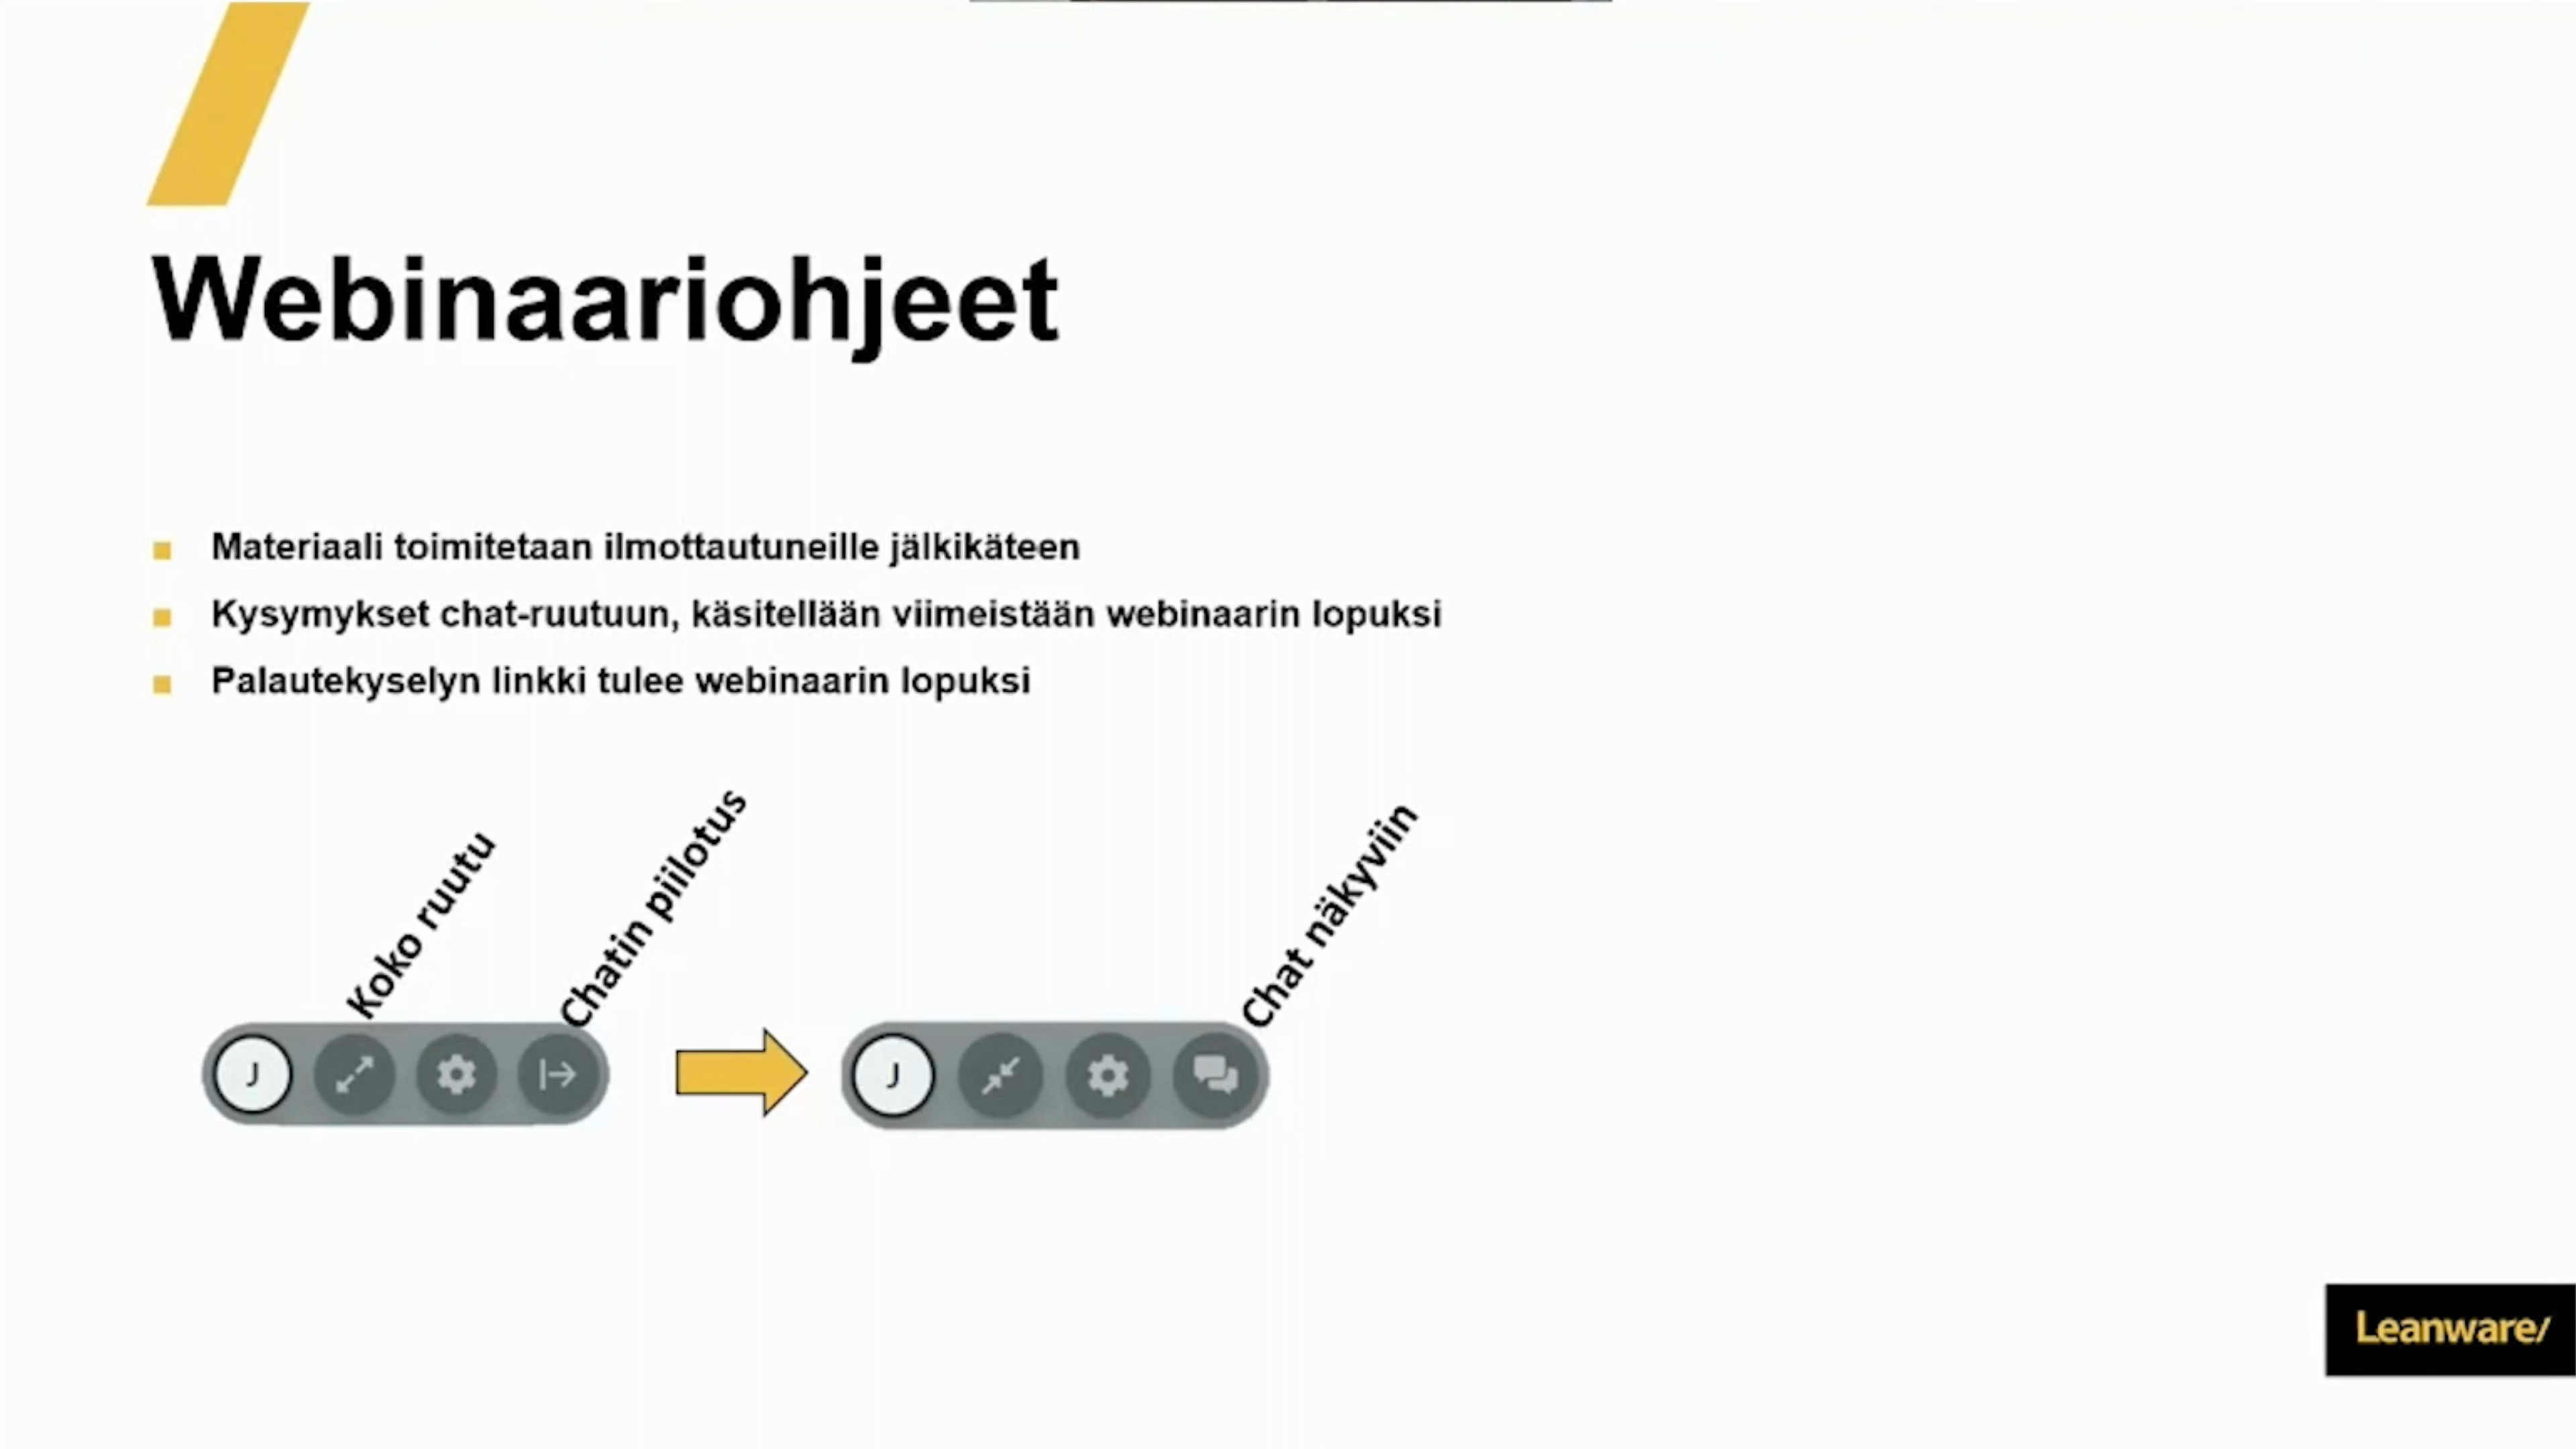 Webinaariohjeet
Materiaali toimitetaan ilmottautuneille jälkikäteen
Kysymykset chat-ruutuun, käsitellään viimeistään webinaarin lopuksi
Palautekyselyn linkki tulee webinaarin lopuksi
Koko ruutu
Chatin piilotus
Chat näkyviin
J
J
Leanware/